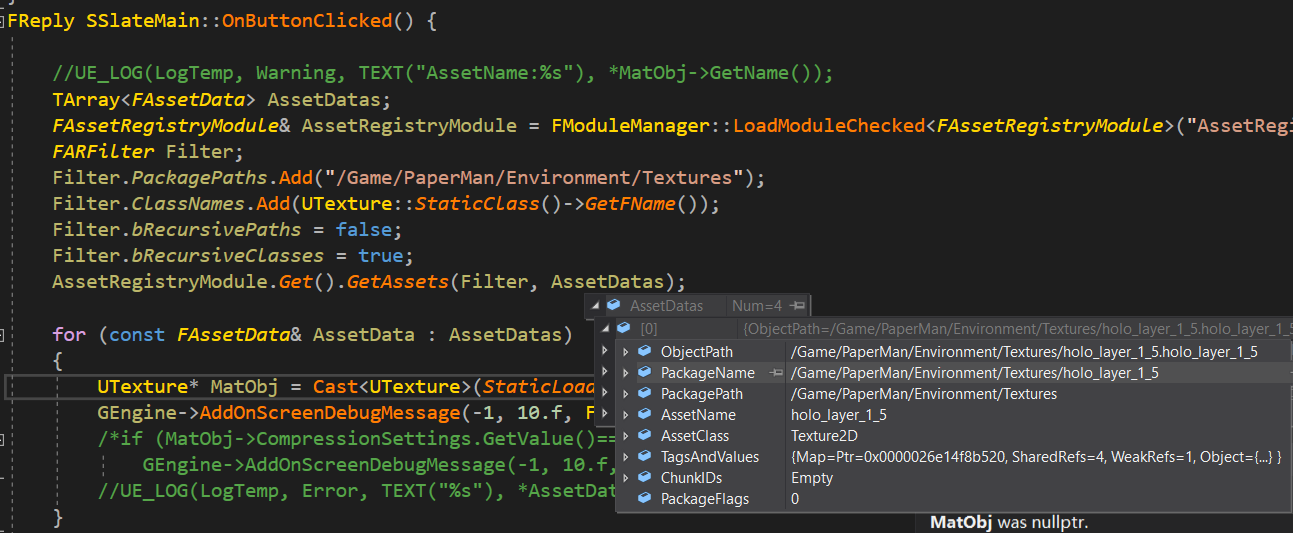 FReply SSlateMain::OnButtonClicked() {
//UE_LOG(LogTemp, Warning, TEXT("AssetName:%s"), *MatObj->GetName());
TArray<FAssetData> AssetDatas;
FAssetRegistryModule& AssetRegistryModule = FModuleManager::LoadModuleChecked<FAssetRegistryModule>("AssetRegi
FARFilter Filter;
Filter.PackagePaths.Add("/Game/PaperMan/Environment/Textures");
Filter.ClassNames.Add(UTexture::StaticClass()->GetFName());
Filter.bRecursivePaths = false;
Filter.bRecursiveClasses = true;
AssetRegistryModule.Get().GetAssets(Filter, AssetDatas);
AssetDatas Num=4
for (const FAssetData& AssetData : AssetDatas)
[0] {ObjectPath=/Game/PaperMan/Environment/Textures/holo_layer_1_5.holo_layer_1_5
{
ObjectPath /Game/PaperMan/Environment/Textures/holo_layer_1_5.holo_layer_1_5
PackageName /Game/PaperMan/Environment/Textures/holo_layer_1_5
UTexture* MatObj = Cast<UTexture>(StaticLoa
PackagePath /Game/PaperMan/Environment/Textures
GEngine->AddOnScreenDebugMessage(-1, 10.f, F
AssetName holo_layer_1_5
/*if (MatObj->CompressionSettings.GetValue()==
AssetClass Texture2D
GEngine->AddOnScreenDebugMessage(-1, 10.f,
TagsAndValues {Map=Ptr=0x0000026e14f8b520, SharedRefs=4, WeakRefs=1, Object={...} }
//UE_LOG(LogTemp, Error, TEXT("%s"), *AssetDat
ChunkIDs Empty
PackageFlags 0
}
MatObj was nullptr.